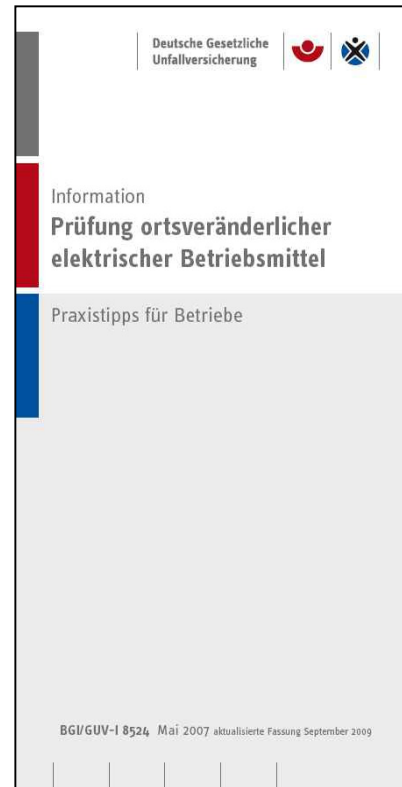 Deutsche Gesetzliche
Unfallversicherung
Information
Prüfung ortsveränderlicher
elektrischer Betriebsmittel
Praxistipps für Betriebe
BGI/GUV-I 8524 Mai 2007 aktualisierte Fassung September 2009